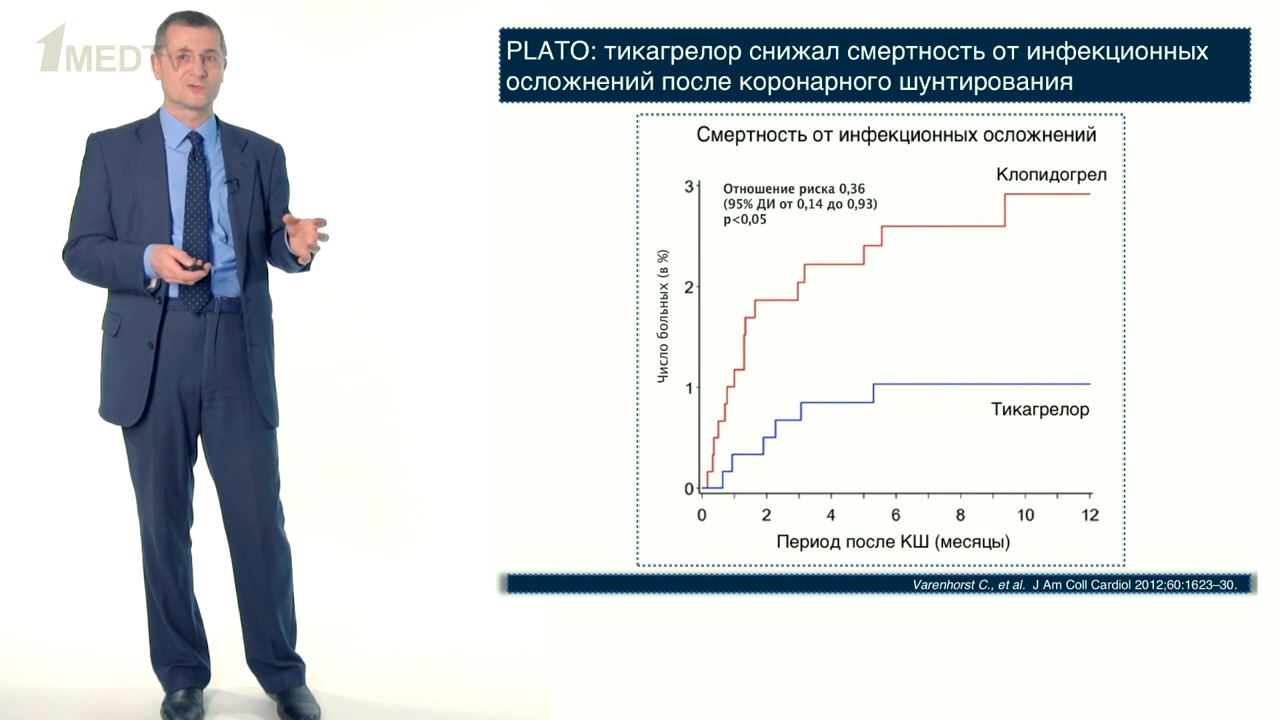 1MEDTV
PLATO: тикагрелор снижал смертность от инфекционных
осложнений после коронарного шунтирования
Смертность от инфекционных осложнений
Клопидогрел
Отношение риска 0,36
(95% ДИ от 0,14 до 0,93)
p<0,05
Число больных (в %)
3
2
1
0
Тикагрелор
0 2 4 6 8 10 12
Период после КШ (месяцы)
Varenhorst C., et al. J Am Coll Cardiol 2012;60:1623–30.